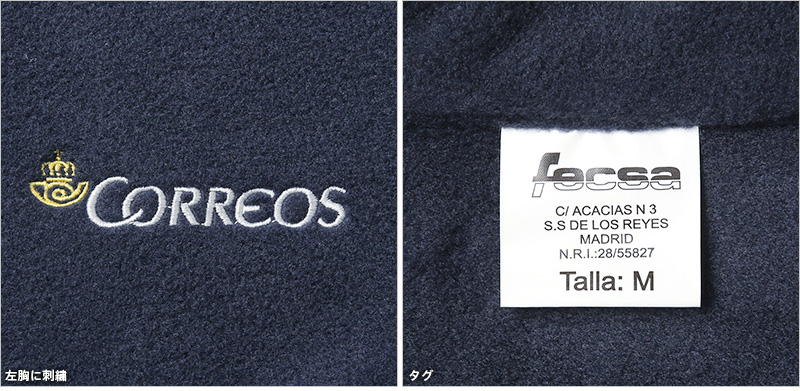 CORREOS
左胸に刺繍
fecsa
C/ ACACIAS N 3
S.S DE LOS REYES
MADRID
N.R.I.:28/55827
Talla: M
タグ